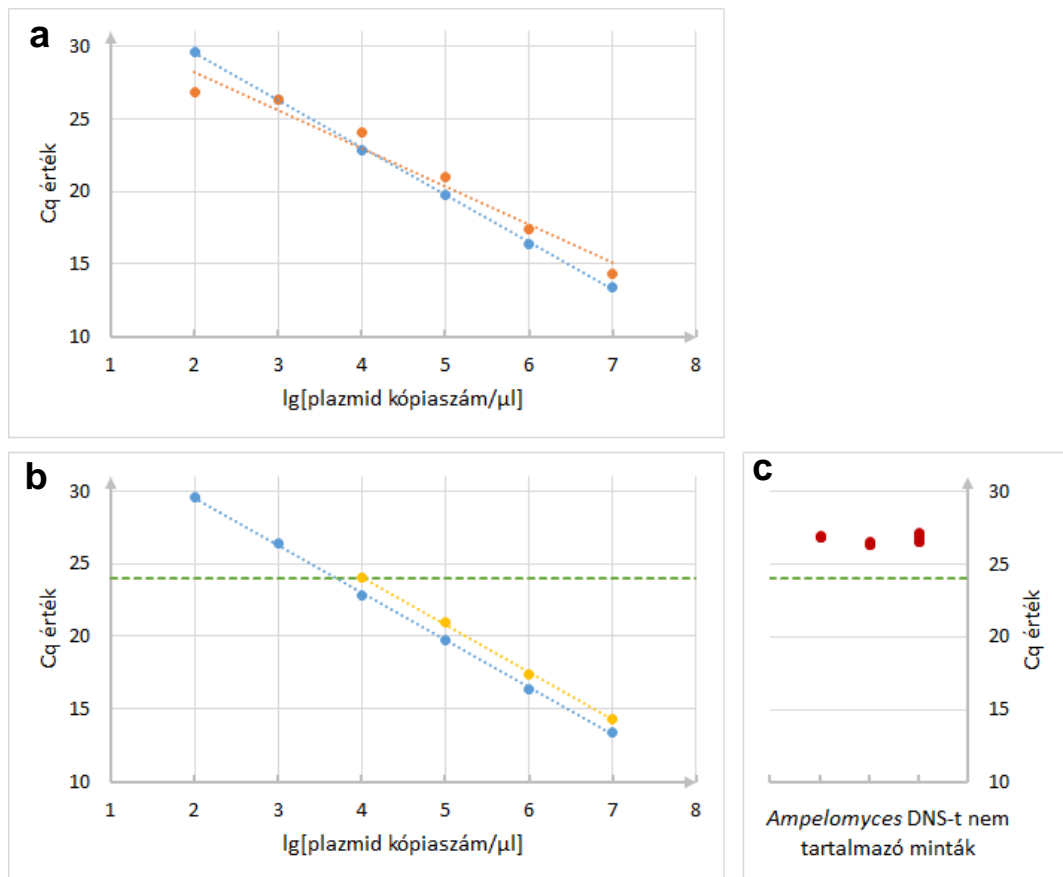 a
30
25
20
15
10
Cq érték
1 2 3 4 5 6 7 8
lg[plazmid kópiaszám/µl]
b
30
25
20
15
10
Cq érték
1 2 3 4 5 6 7 8
lg[plazmid kópiaszám/µl]
c
30
25
20
15
10
Cq érték
Ampelomyces DNS-t nem
tartalmazó minták